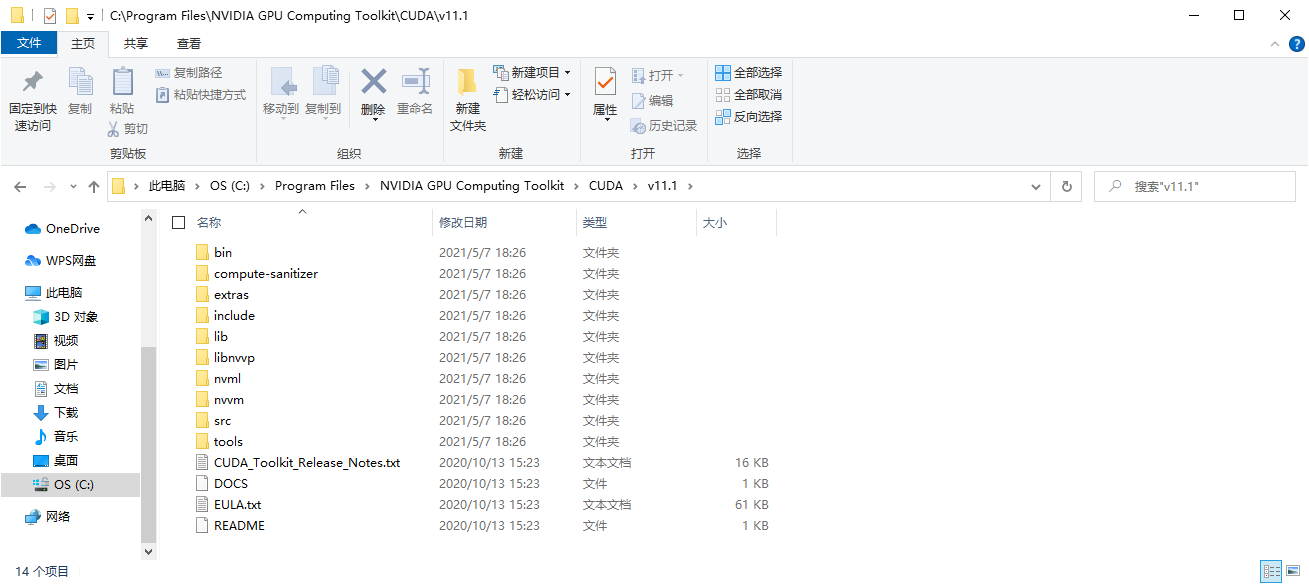 C:\Program Files\NVIDIA GPU Computing Toolkit\CUDA\v11.1
文件 主页 共享 查看
固定到快速访问
复制
粘贴
复制路径
粘贴快捷方式
剪切
剪贴板
移动到
复制到
删除
重命名
组织
新建文件夹
新建项目
轻松访问
新建
属性
打开
编辑
历史记录
打开
全部选择
全部取消
反向选择
选择
此电脑 › OS (C:) › Program Files › NVIDIA GPU Computing Toolkit › CUDA › v11.1 ›
搜索"v11.1"
OneDrive
WPS网盘
此电脑
3D 对象
视频
图片
文档
下载
音乐
桌面
OS (C:)
网络
名称 修改日期 类型 大小
bin 2021/5/7 18:26 文件夹
compute-sanitizer 2021/5/7 18:26 文件夹
extras 2021/5/7 18:26 文件夹
include 2021/5/7 18:26 文件夹
lib 2021/5/7 18:26 文件夹
libnvvp 2021/5/7 18:26 文件夹
nvml 2021/5/7 18:26 文件夹
nvvm 2021/5/7 18:26 文件夹
src 2021/5/7 18:26 文件夹
tools 2021/5/7 18:26 文件夹
CUDA_Toolkit_Release_Notes.txt 2020/10/13 15:23 文本文档 16 KB
DOCS 2020/10/13 15:23 文件 1 KB
EULA.txt 2020/10/13 15:23 文本文档 61 KB
README 2020/10/13 15:23 文件 1 KB
14 个项目